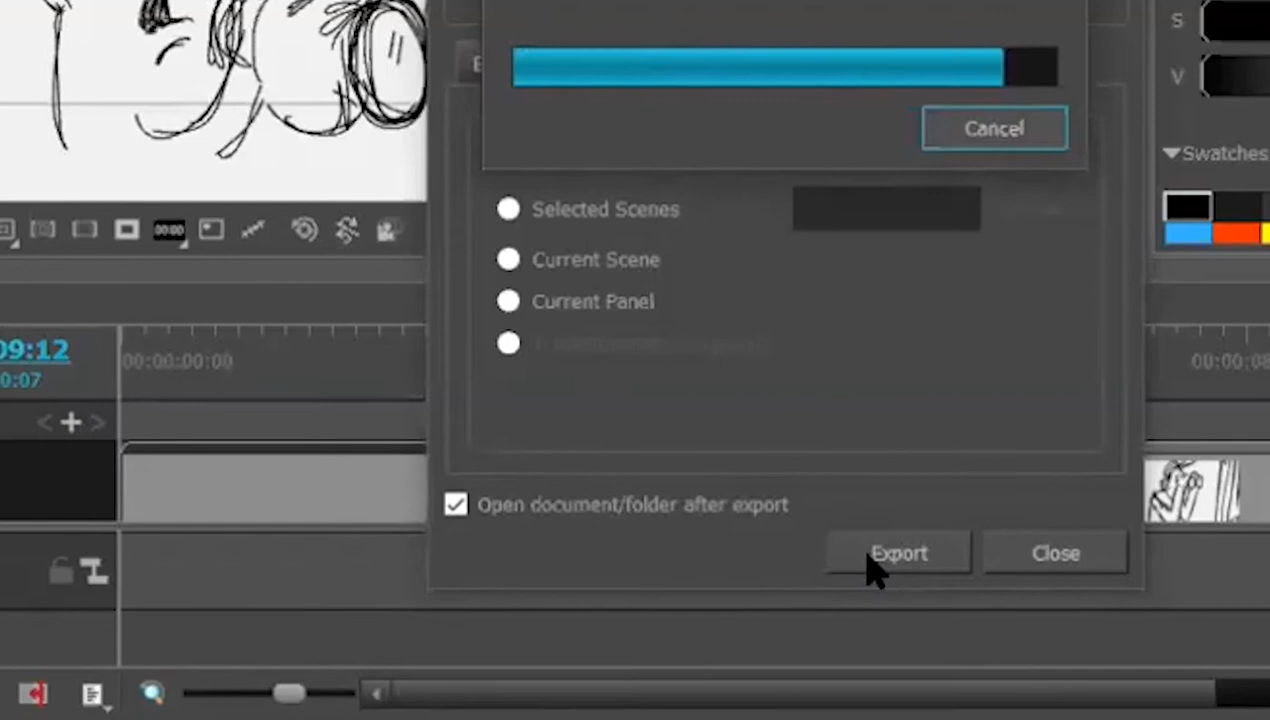 S
Cancel
V
Swatches
Selected Scenes
00:00
Current Scene
Current Panel
09:12
00:00:00:00
0:07
Open document/folder after export
Export
Close